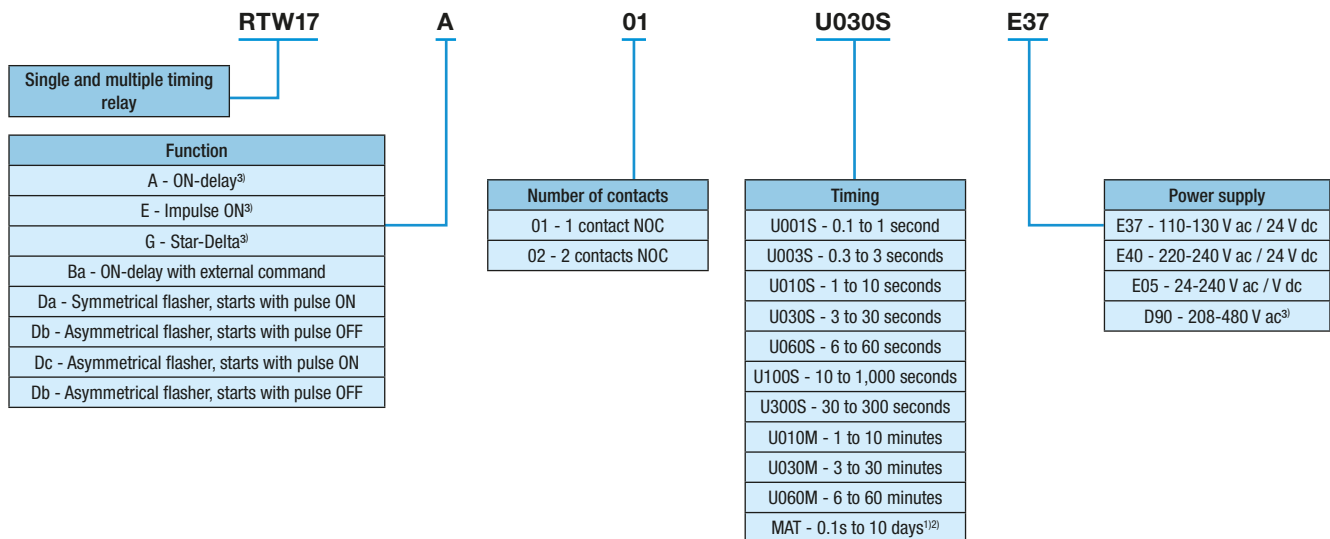 RTW17 A 01 U030S E37
Single and multiple timing
relay
Function
A - ON-delay³⁾
E - Impulse ON³⁾
G - Star-Delta³⁾
Ba - ON-delay with external command
Da - Symmetrical flasher, starts with pulse ON
Db - Asymmetrical flasher, starts with pulse OFF
Dc - Asymmetrical flasher, starts with pulse ON
Db - Asymmetrical flasher, starts with pulse OFF
Number of contacts
01 - 1 contact NOC
02 - 2 contacts NOC
Timing
U001S - 0.1 to 1 second
U003S - 0.3 to 3 seconds
U010S - 1 to 10 seconds
U030S - 3 to 30 seconds
U060S - 6 to 60 seconds
U100S - 10 to 1,000 seconds
U300S - 30 to 300 seconds
U010M - 1 to 10 minutes
U030M - 3 to 30 minutes
U060M - 6 to 60 minutes
MAT - 0.1s to 10 days¹⁾²⁾
Power supply
E37 - 110-130 V ac / 24 V dc
E40 - 220-240 V ac / 24 V dc
E05 - 24-240 V ac / V dc
D90 - 208-480 V ac³⁾